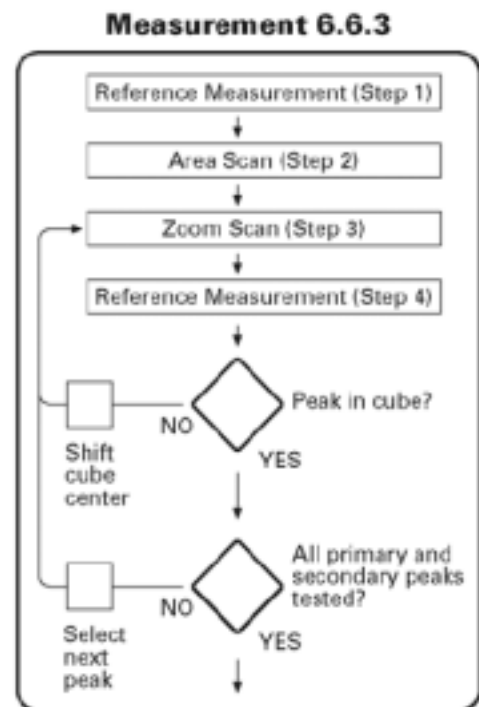 Measurement 6.6.3
Reference Measurement (Step 1)
Area Scan (Step 2)
Zoom Scan (Step 3)
Reference Measurement (Step 4)
Peak in cube?
NO
YES
Shift
cube
center
All primary and
secondary peaks
tested?
NO
YES
Select
next
peak